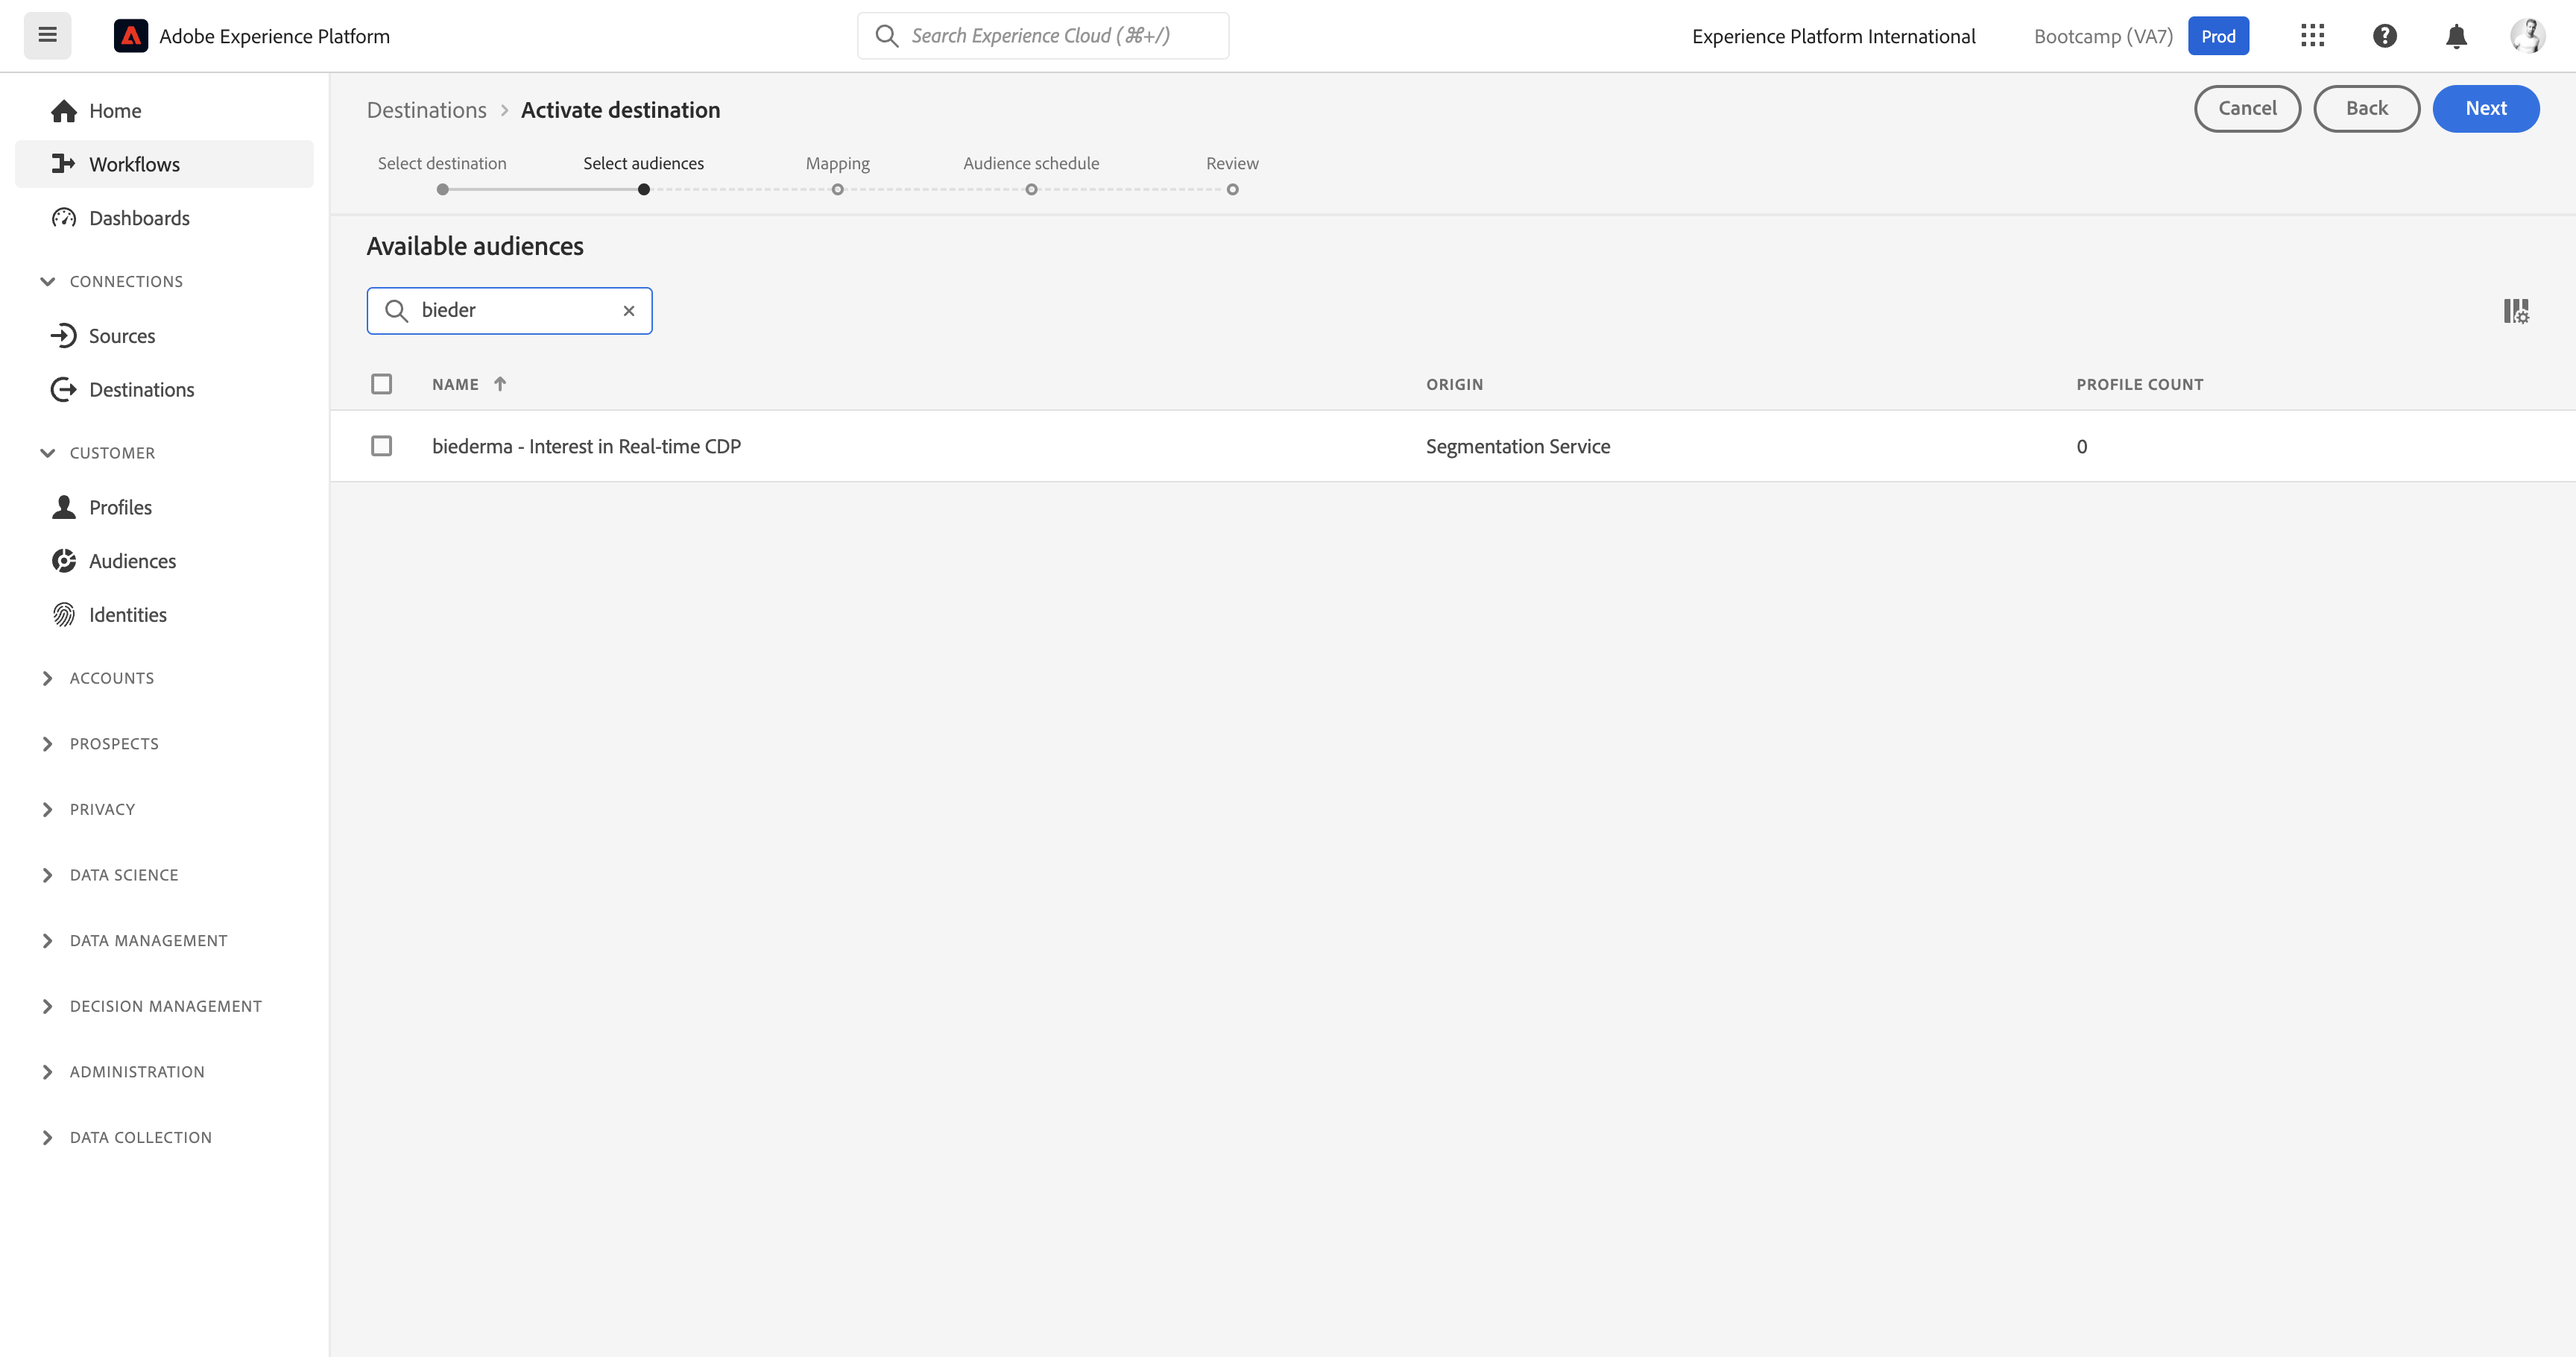 Adobe Experience Platform
Search Experience Cloud (⌘+/)
Experience Platform International
Bootcamp (VA7)
Prod
Home
Workflows
Dashboards
CONNECTIONS
Sources
Destinations
CUSTOMER
Profiles
Audiences
Identities
ACCOUNTS
PROSPECTS
PRIVACY
DATA SCIENCE
DATA MANAGEMENT
DECISION MANAGEMENT
ADMINISTRATION
DATA COLLECTION
Destinations > Activate destination
Cancel
Back
Next
Select destination
Select audiences
Mapping
Audience schedule
Review
Available audiences
bieder
NAME ORIGIN PROFILE COUNT
biederma - Interest in Real-time CDP Segmentation Service 0